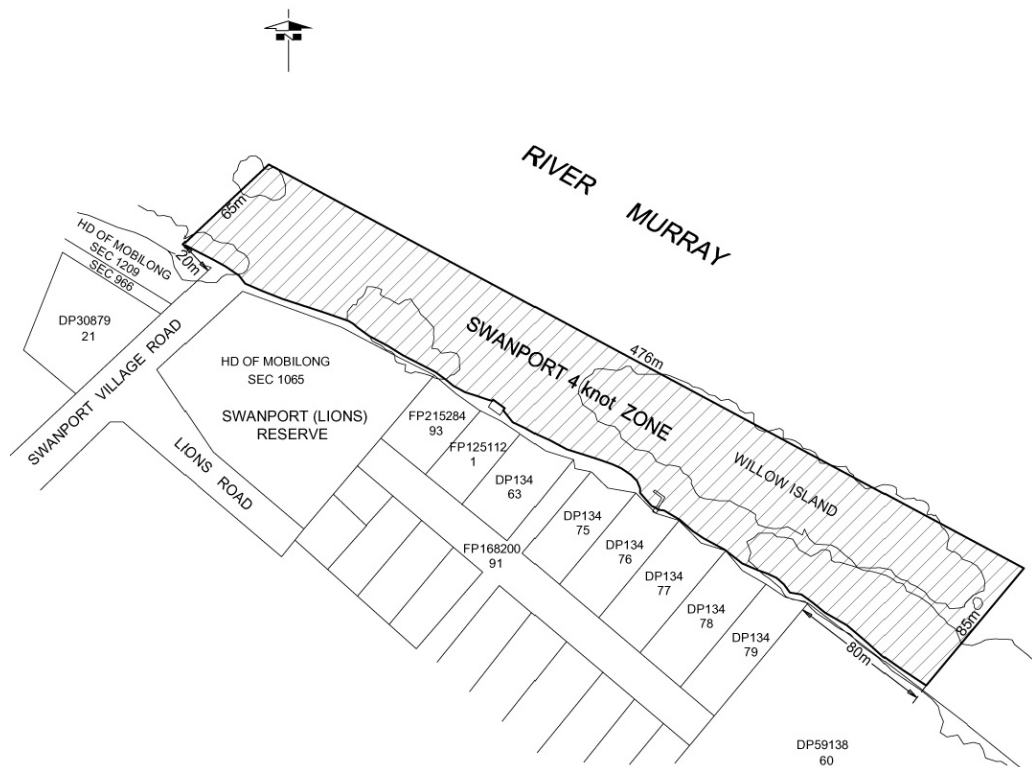 N
RIVER
MURRAY
65m
20m
HD OF MOBILONG
SEC 1209
SEC 966
DP30879
21
SWANPORT VILLAGE ROAD
HD OF MOBILONG
SEC 1065
SWANPORT (LIONS)
RESERVE
LIONS ROAD
476m
SWANPORT 4 knot ZONE
WILLOW ISLAND
FP215284
93
FP125112
1
DP134
63
DP134
75
DP134
76
DP134
77
DP134
78
DP134
79
FP168200
91
85m
80m
DP59138
60